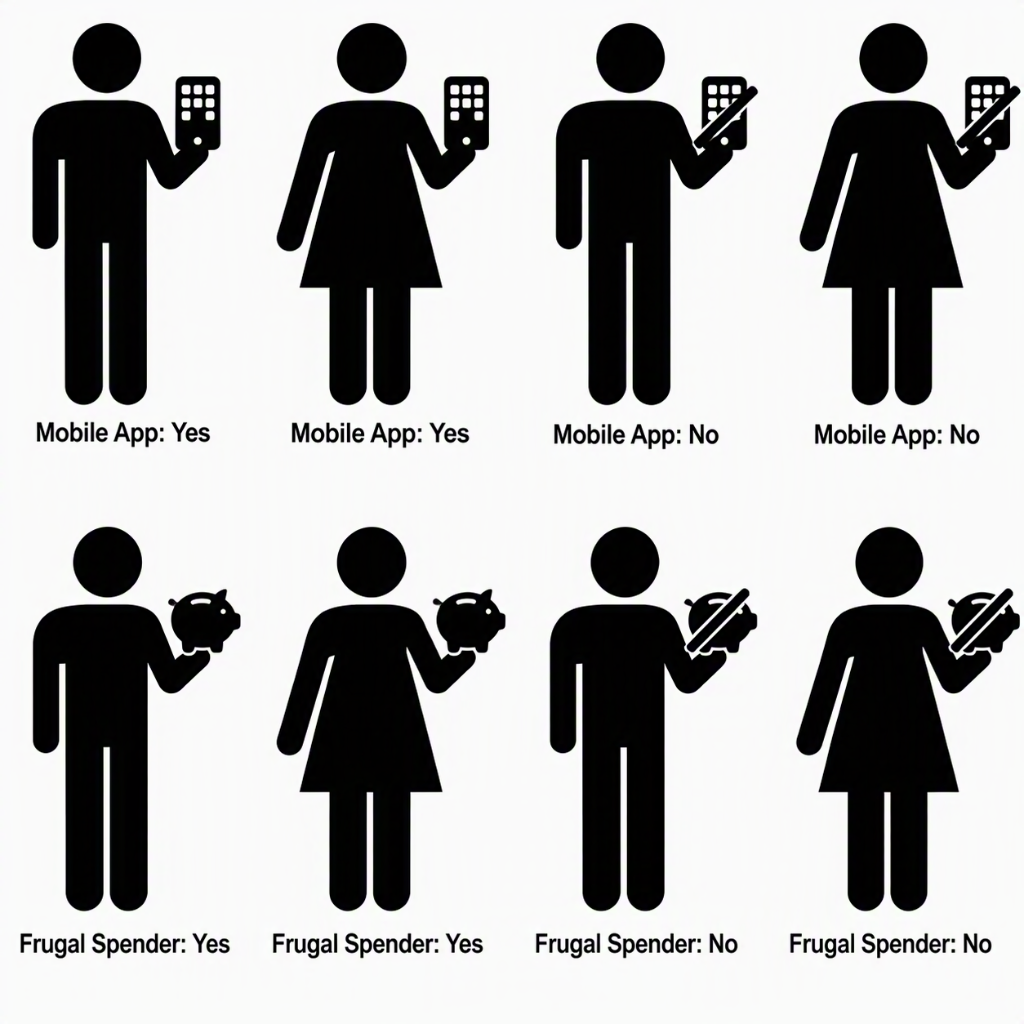 Mobile App: Yes
Mobile App: Yes
Mobile App: No
Mobile App: No
Frugal Spender: Yes
Frugal Spender: Yes
Frugal Spender: No
Frugal Spender: No